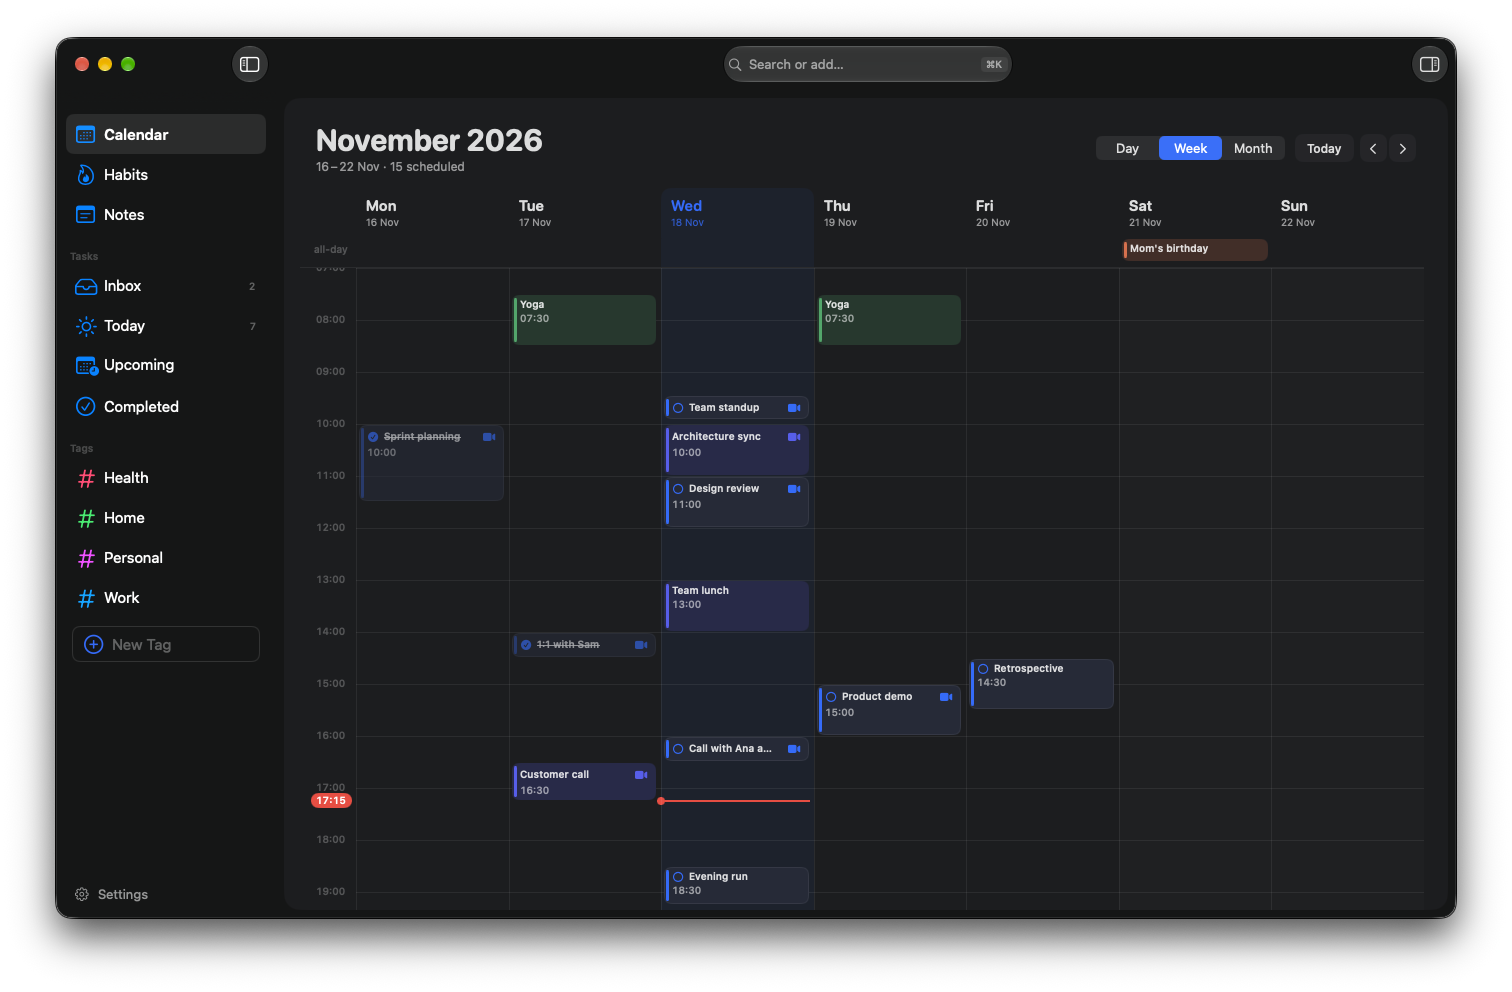 Search or add...
⌘K
Calendar
Habits
Notes
Tasks
Inbox 2
Today 7
Upcoming
Completed
Tags
# Health
# Home
# Personal
# Work
New Tag
Settings
November 2026
16–22 Nov · 15 scheduled
Day Week Month Today
Mon Tue Wed Thu Fri Sat Sun
16 Nov 17 Nov 18 Nov 19 Nov 20 Nov 21 Nov 22 Nov
all-day
Mom's birthday
07:00
Yoga
07:30
Yoga
07:30
08:00
09:00
Team standup
10:00
Sprint planning
10:00
Architecture sync
10:00
11:00
Design review
11:00
12:00
13:00
Team lunch
13:00
14:00
1:1 with Sam
Retrospective
14:30
15:00
Product demo
15:00
16:00
Call with Ana a...
Customer call
16:30
17:00
17:15
18:00
Evening run
18:30
19:00